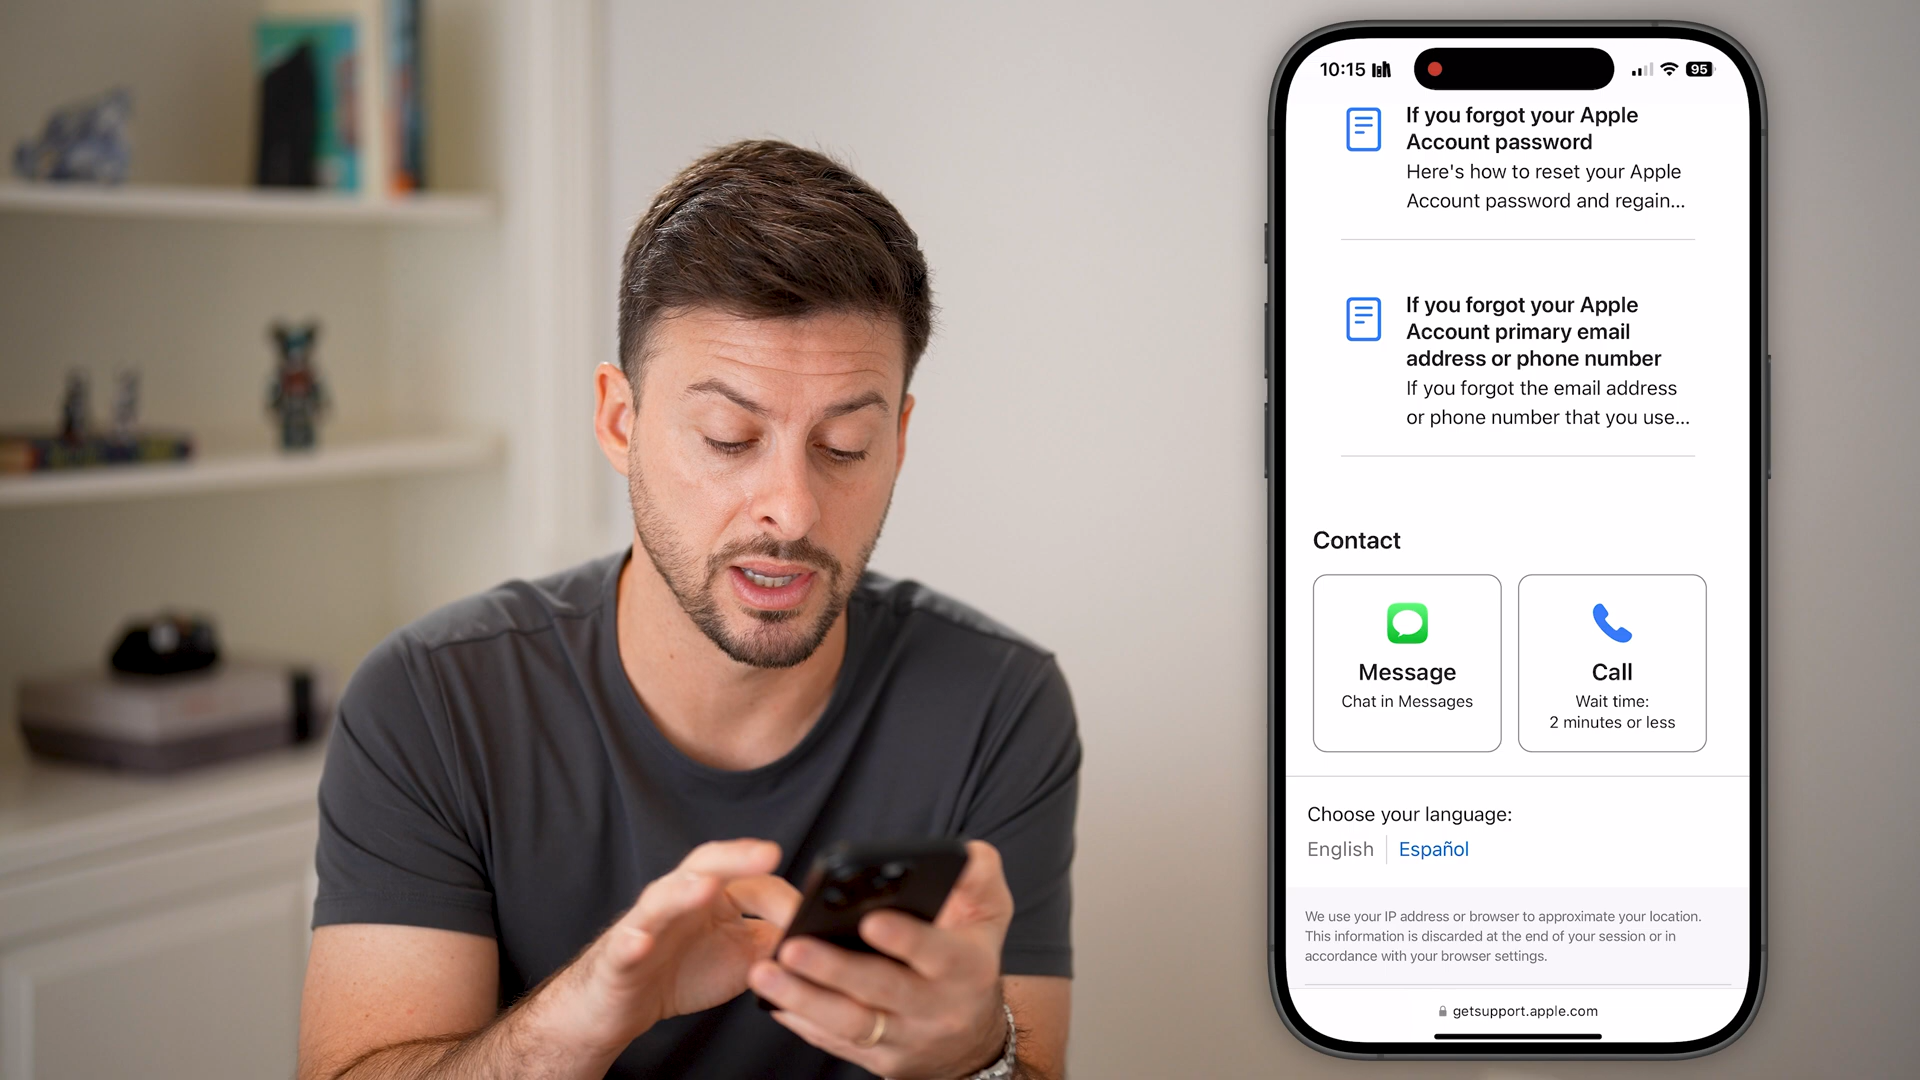 10:15
95
If you forgot your Apple
Account password
Here's how to reset your Apple
Account password and regain...
If you forgot your Apple
Account primary email
address or phone number
If you forgot the email address
or phone number that you use...
Contact
Message
Chat in Messages
Call
Wait time:
2 minutes or less
Choose your language:
English
Español
We use your IP address or browser to approximate your location.
This information is discarded at the end of your session or in
accordance with your browser settings.
getsupport.apple.com